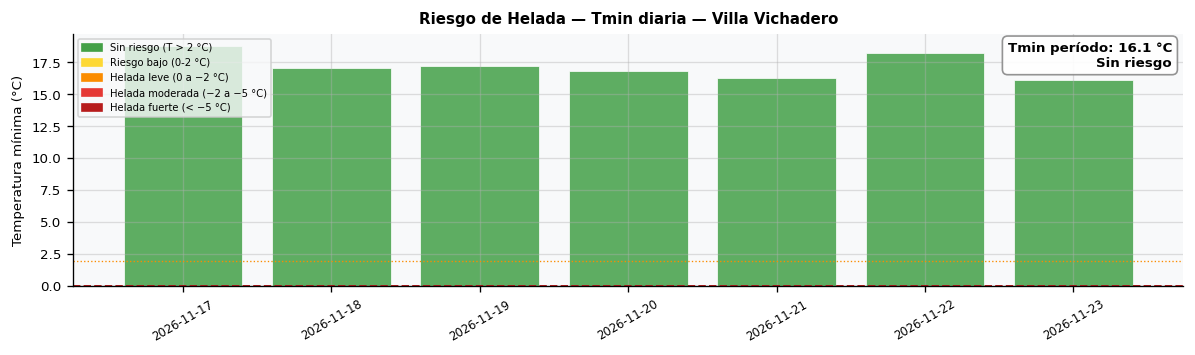 Riesgo de Helada — Tmin diaria — Villa Vichadero
Sin riesgo (T > 2 °C)
Riesgo bajo (0-2 °C)
Helada leve (0 a −2 °C)
Helada moderada (−2 a −5 °C)
Helada fuerte (< −5 °C)
Tmin período: 16.1 °C
Sin riesgo
Temperatura mínima (°C)
17.5
15.0
12.5
10.0
7.5
5.0
2.5
0.0
2026-11-17
2026-11-18
2026-11-19
2026-11-20
2026-11-21
2026-11-22
2026-11-23